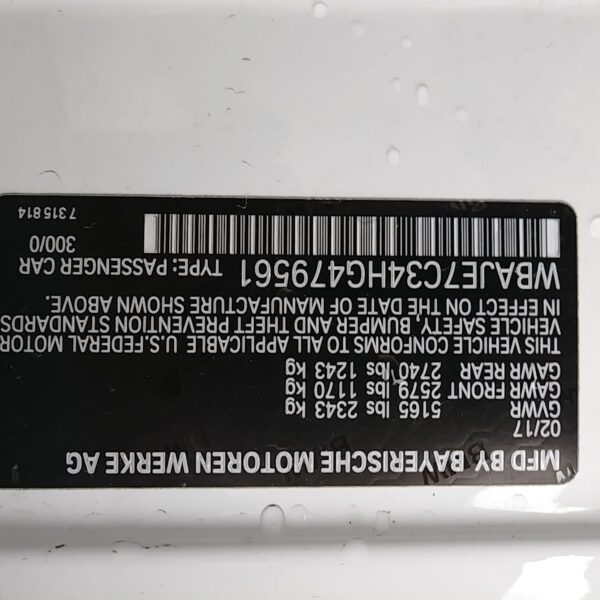 MFD BY BAYERISCHE MOTOREN WERKE AG
02/17
GVWR 5165 lbs 2343 kg
GAWR FRONT 2579 lbs 1170 kg
GAWR REAR 2740 lbs 1243 kg
THIS VEHICLE CONFORMS TO ALL APPLICABLE U.S.FEDERAL MOTOR
VEHICLE SAFETY, BUMPER AND THEFT PREVENTION STANDARDS
IN EFFECT ON THE DATE OF MANUFACTURE SHOWN ABOVE.
WBAJE7C34HG479561 TYPE: PASSENGER CAR
300/0
7315814